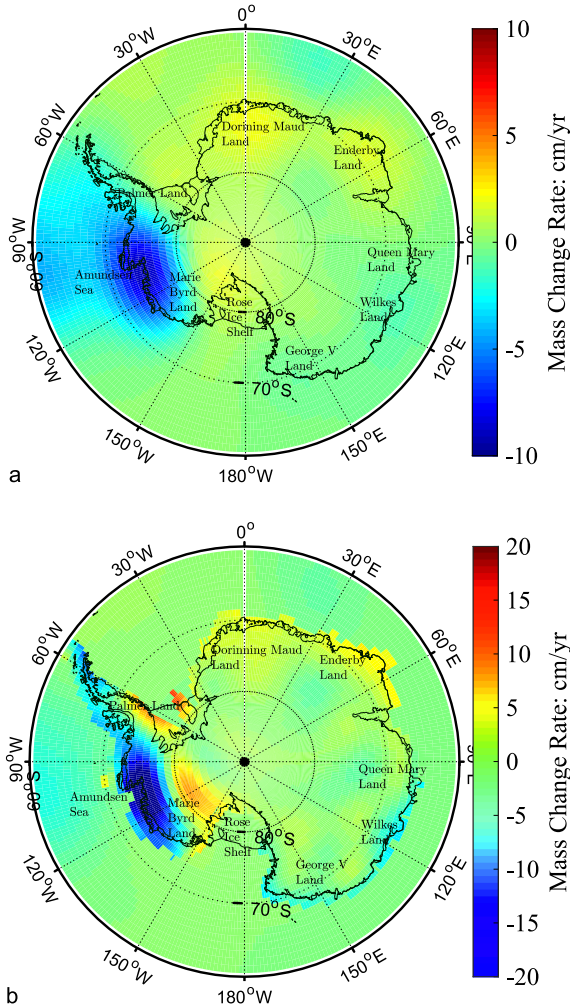 0°
30°W
30°E
60°W
60°E
90°W
90°E
60°S
120°W
120°E
150°W
150°E
180°W
80°S
70°S
Dorinning Maud
Land
Enderby
Land
Palmer Land
Queen Mary
Land
Amundsen
Sea
Marie
Byrd
Land
Wilkes
Land
Rose
Ice
Shelf
George V
Land
10
5
0
-5
-10
Mass Change Rate: cm/yr
a
0°
30°W
30°E
60°W
60°E
90°W
90°E
60°S
120°W
120°E
150°W
150°E
180°W
80°S
70°S
Dorinning Maud
Land
Enderby
Land
Palmer Land
Queen Mary
Land
Amundsen
Sea
Marie
Byrd
Land
Wilkes
Land
Rose
Ice
Shelf
George V
Land
20
15
10
5
0
-5
-10
-15
-20
Mass Change Rate: cm/yr
b